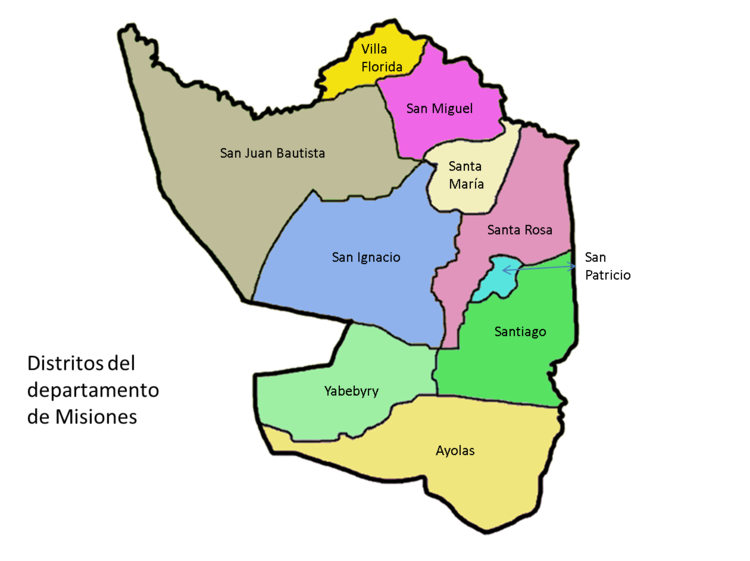 Villa
Florida
San Miguel
San Juan Bautista
Santa
María
Santa Rosa
San Ignacio
San
Patricio
Santiago
Distritos del
departamento
de Misiones
Yabebyry
Ayolas